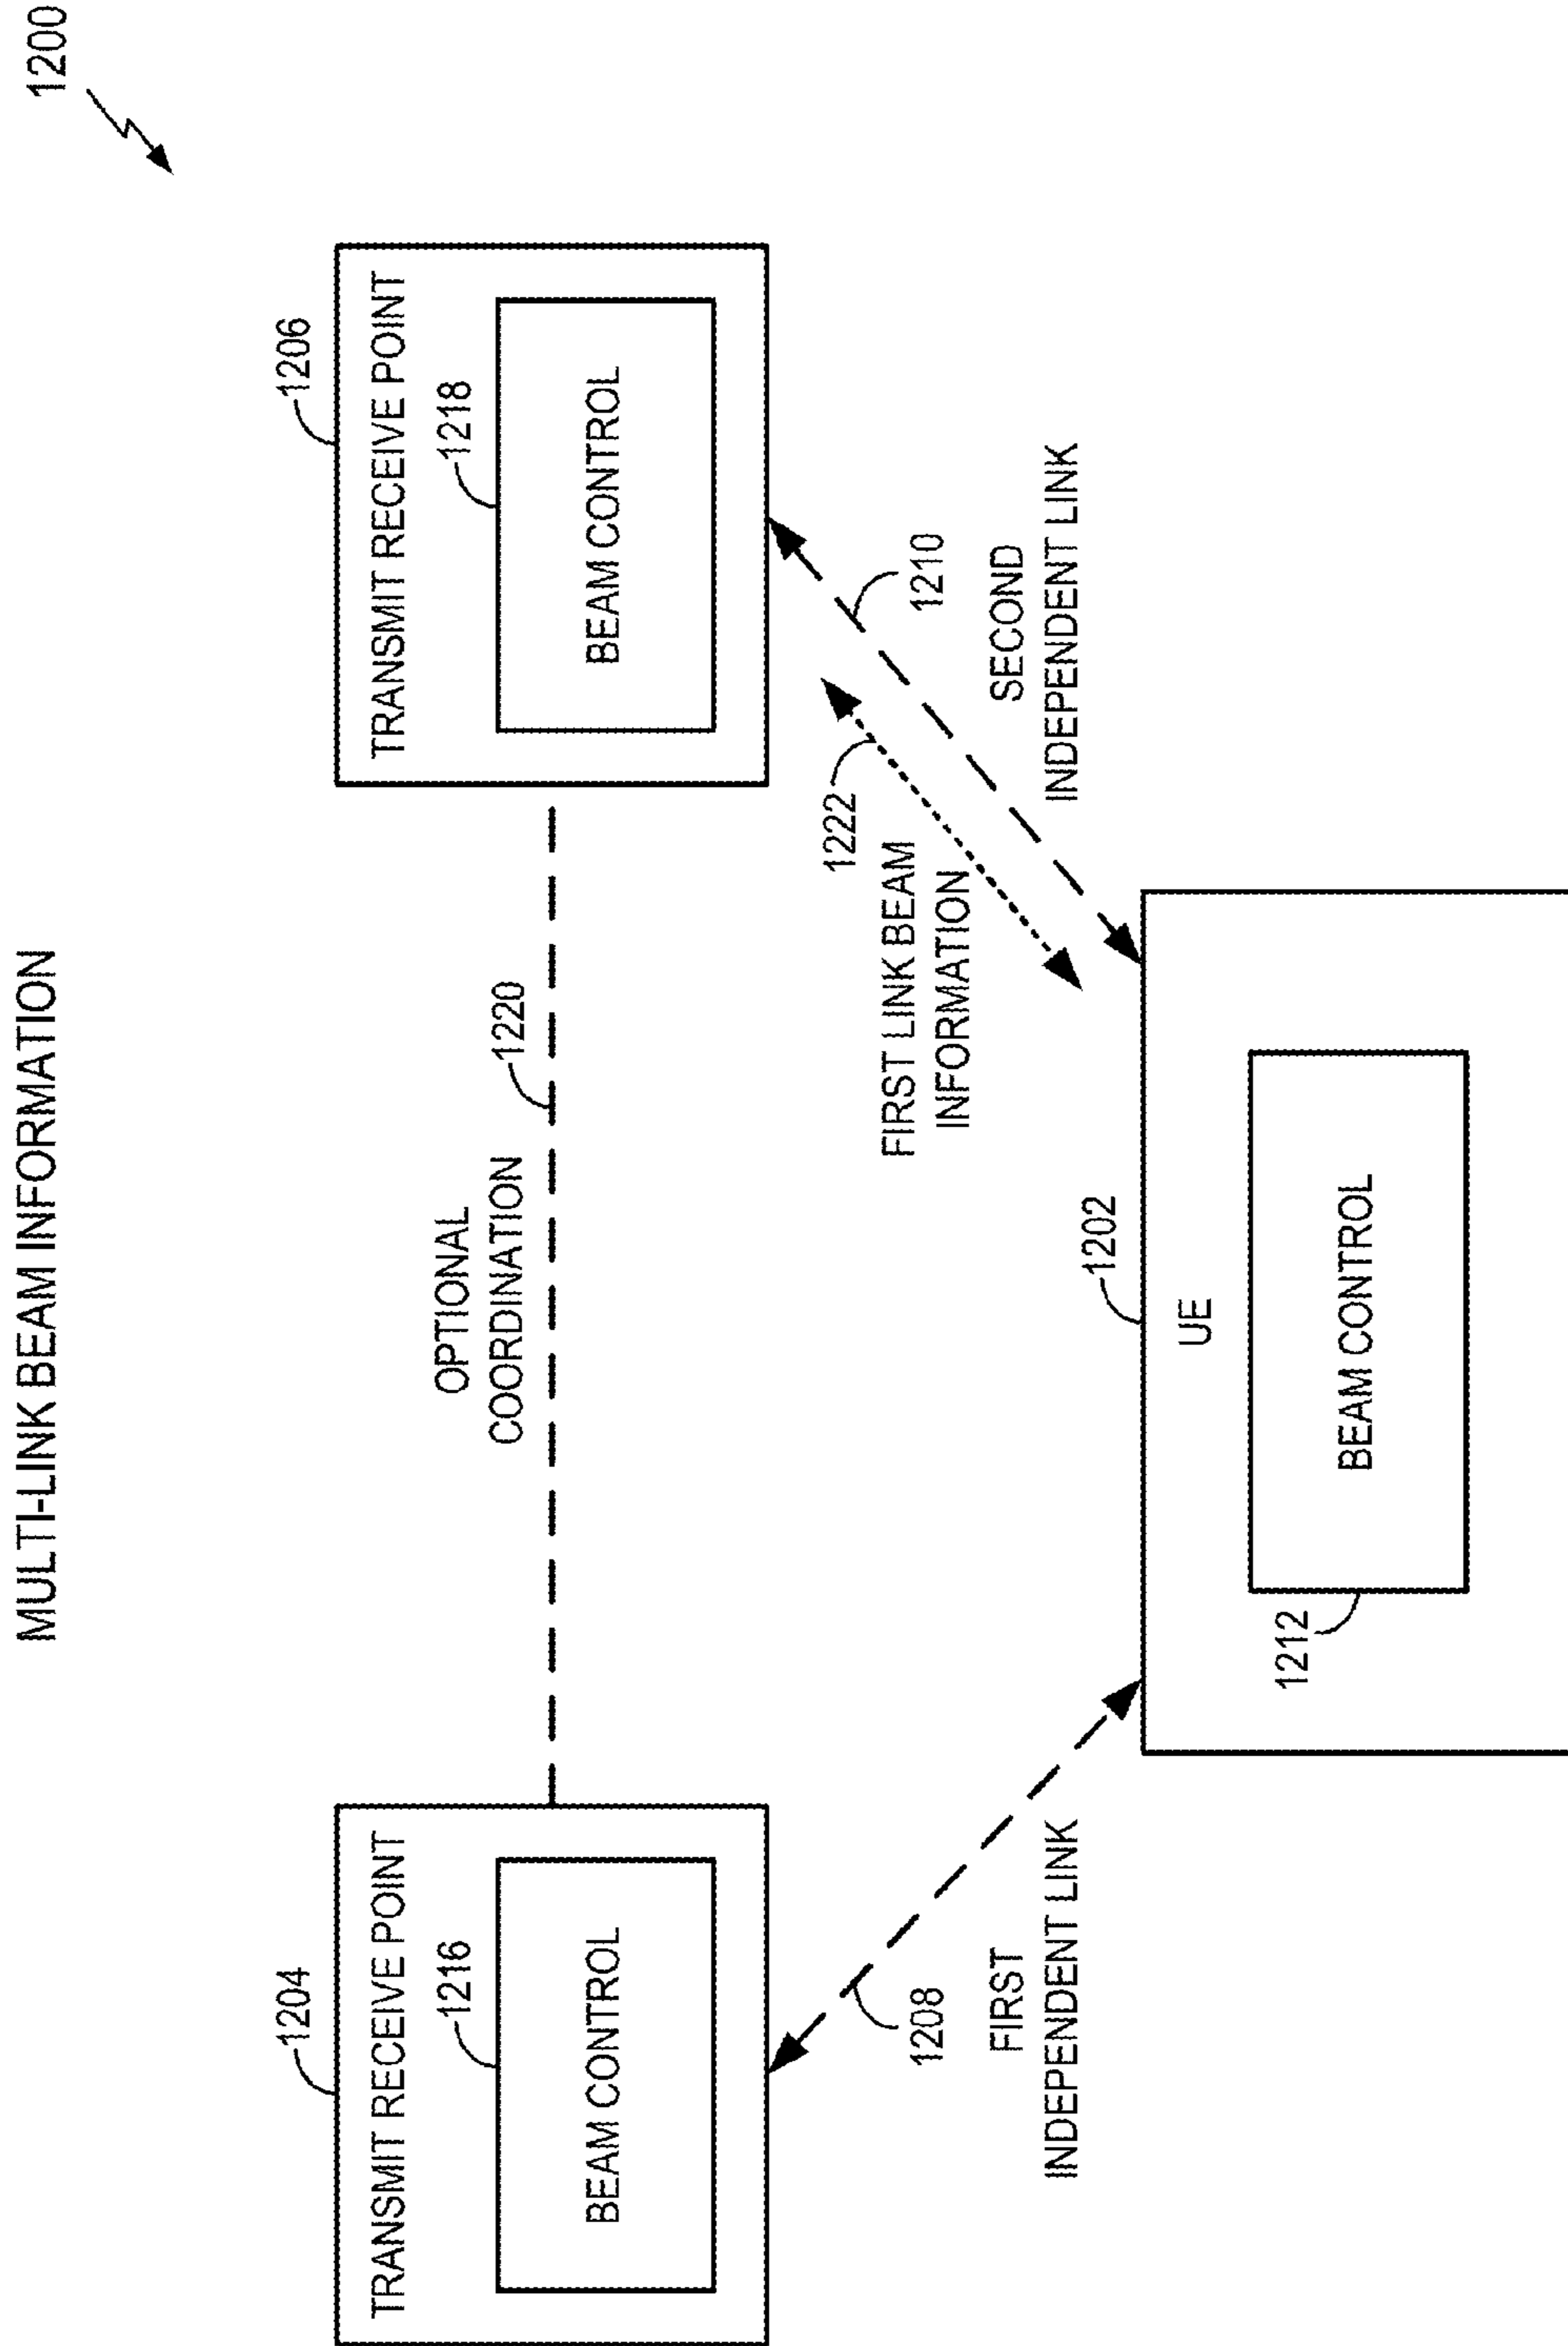 MULTI-LINK BEAM INFORMATION
1200
1204
TRANSMIT RECEIVE POINT
1216
BEAM CONTROL
OPTIONAL
COORDINATION
1220
1206
TRANSMIT RECEIVE POINT
1218
BEAM CONTROL
1208
FIRST
INDEPENDENT LINK
1222
FIRST LINK BEAM
INFORMATION
1210
SECOND
INDEPENDENT LINK
1202
UE
1212
BEAM CONTROL